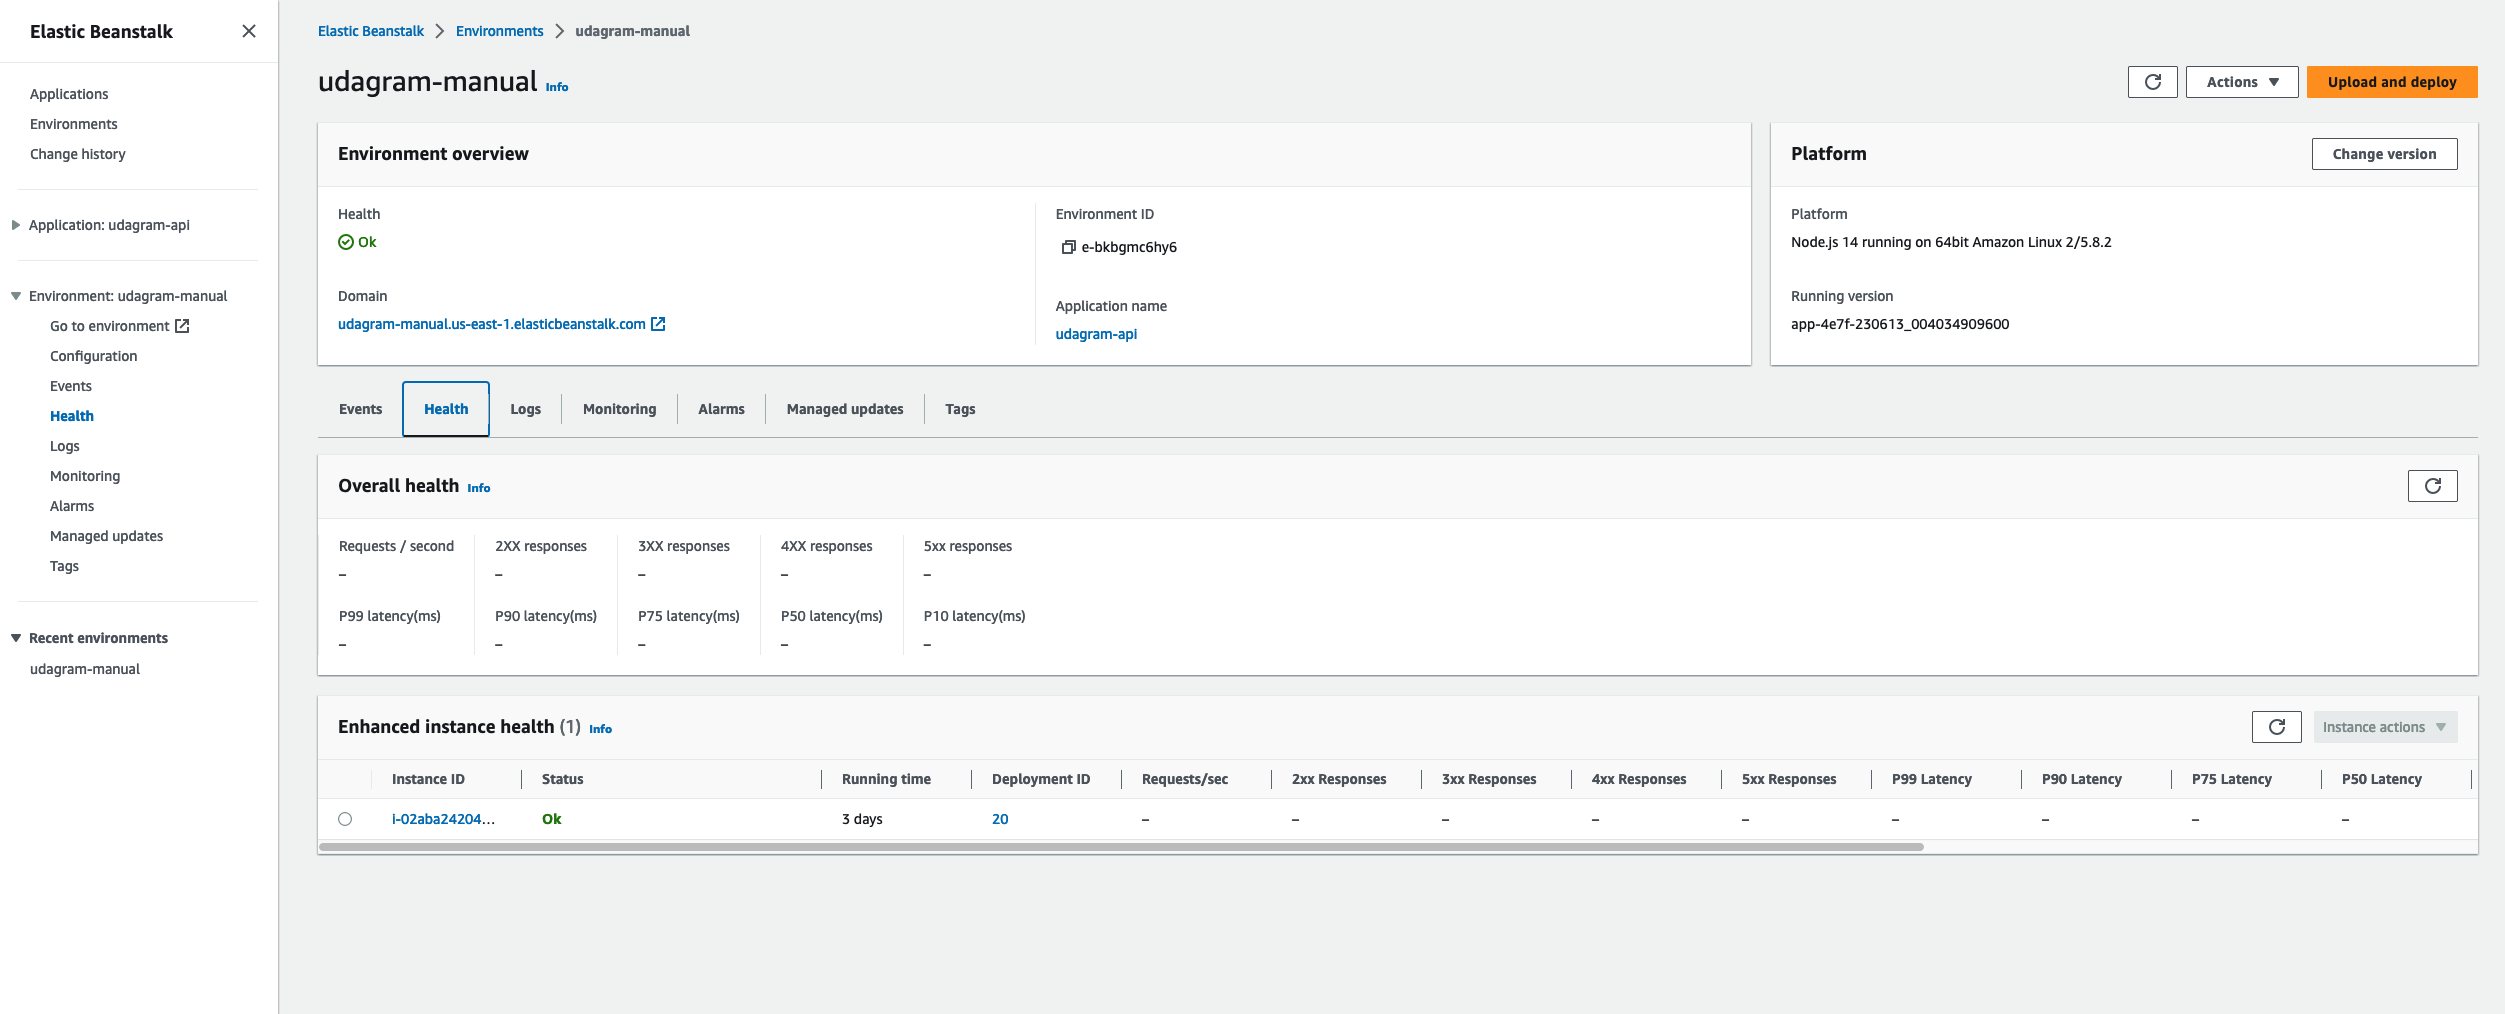 Elastic Beanstalk
Applications
Environments
Change history
Application: udagram-api
Environment: udagram-manual
Go to environment
Configuration
Events
Health
Logs
Monitoring
Alarms
Managed updates
Tags
Recent environments
udagram-manual
Elastic Beanstalk > Environments > udagram-manual
udagram-manual Info
Actions
Upload and deploy
Environment overview
Health
Ok
Domain
udagram-manual.us-east-1.elasticbeanstalk.com
Environment ID
e-bkbgmc6hy6
Application name
udagram-api
Platform
Change version
Platform
Node.js 14 running on 64bit Amazon Linux 2/5.8.2
Running version
app-4e7f-230613_004034909600
Events Health Logs Monitoring Alarms Managed updates Tags
Overall health Info
Requests / second 2XX responses 3XX responses 4XX responses 5xx responses
– – – – –
P99 latency(ms) P90 latency(ms) P75 latency(ms) P50 latency(ms) P10 latency(ms)
– – – – –
Enhanced instance health (1) Info
Instance actions
Instance ID Status Running time Deployment ID Requests/sec 2xx Responses 3xx Responses 4xx Responses 5xx Responses P99 Latency P90 Latency P75 Latency P50 Latency
i-02aba24204... Ok 3 days 20 – – – – – – – – –